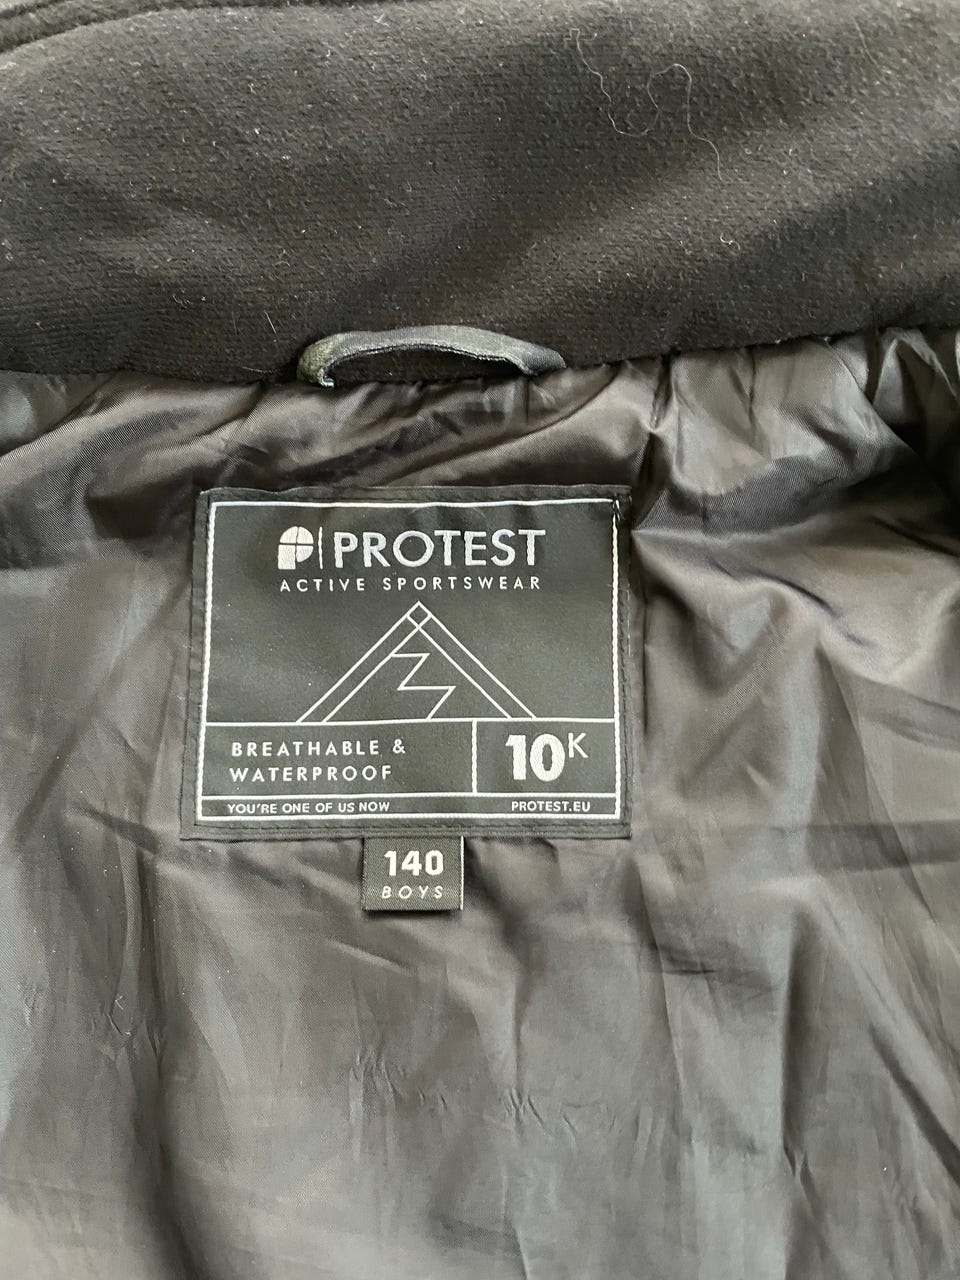 PROTEST
ACTIVE SPORTSWEAR
BREATHABLE &
WATERPROOF
10K
YOU'RE ONE OF US NOW
PROTEST.EU
140
BOYS